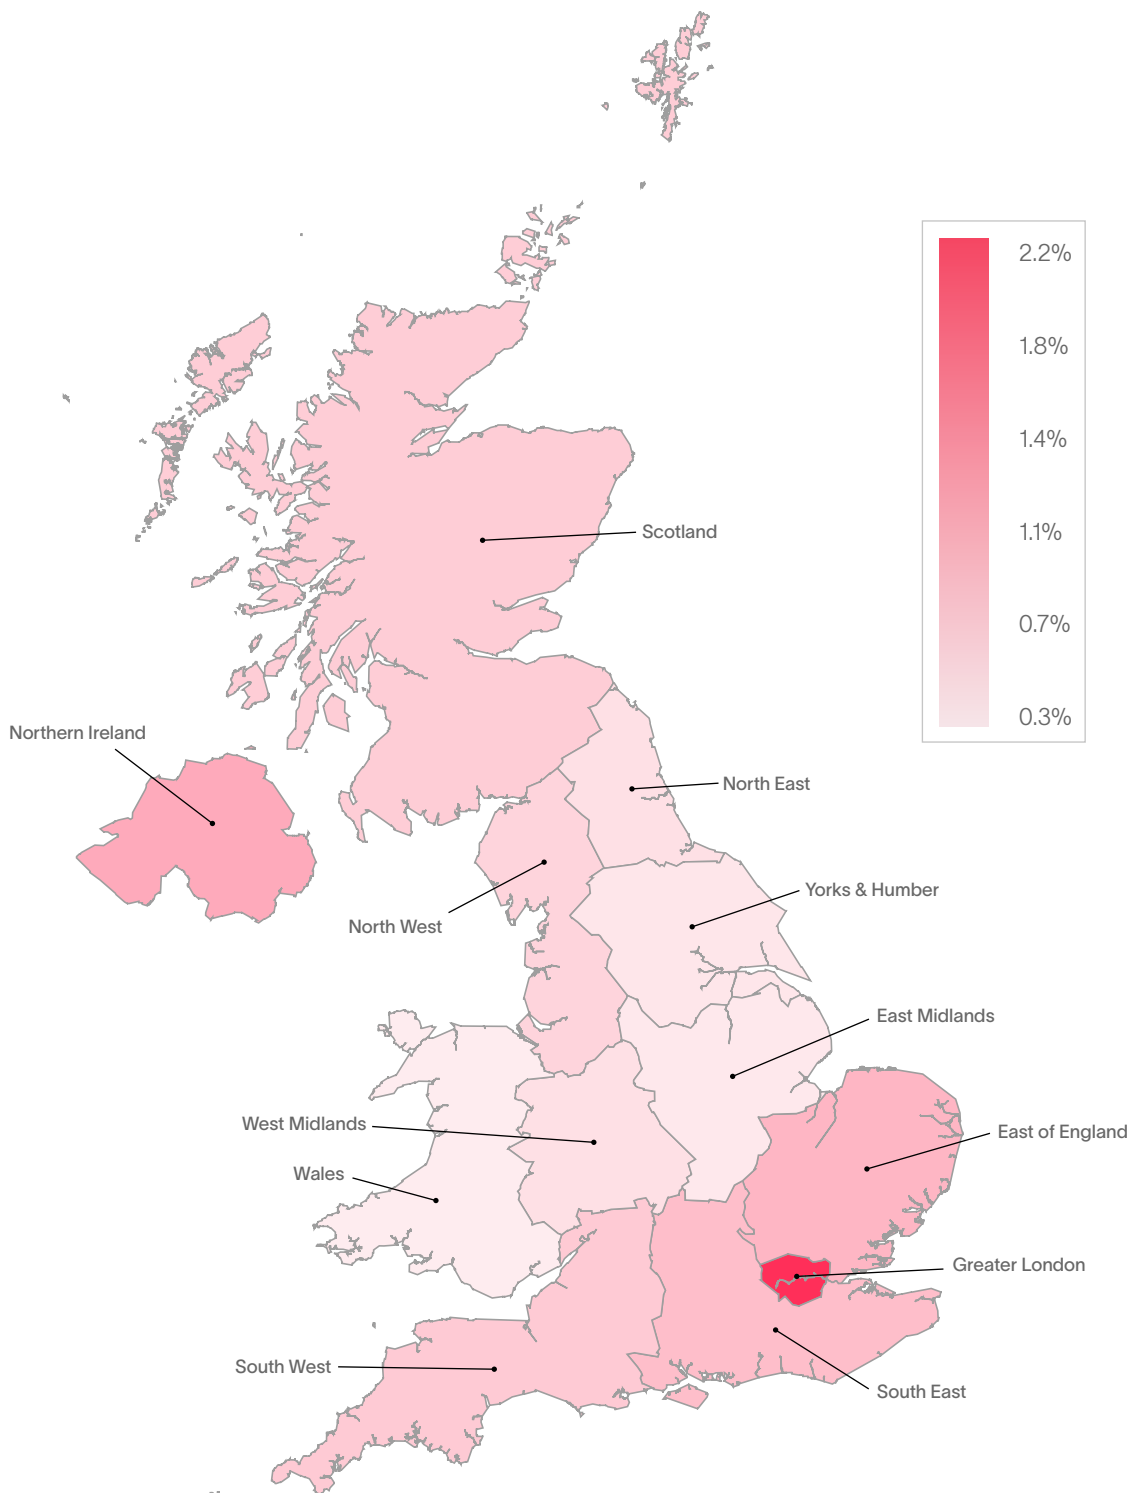 2.2%
1.8%
1.4%
1.1%
0.7%
0.3%
Scotland
Northern Ireland
North East
Yorks & Humber
North West
East Midlands
West Midlands
East of England
Wales
Greater London
South West
South East